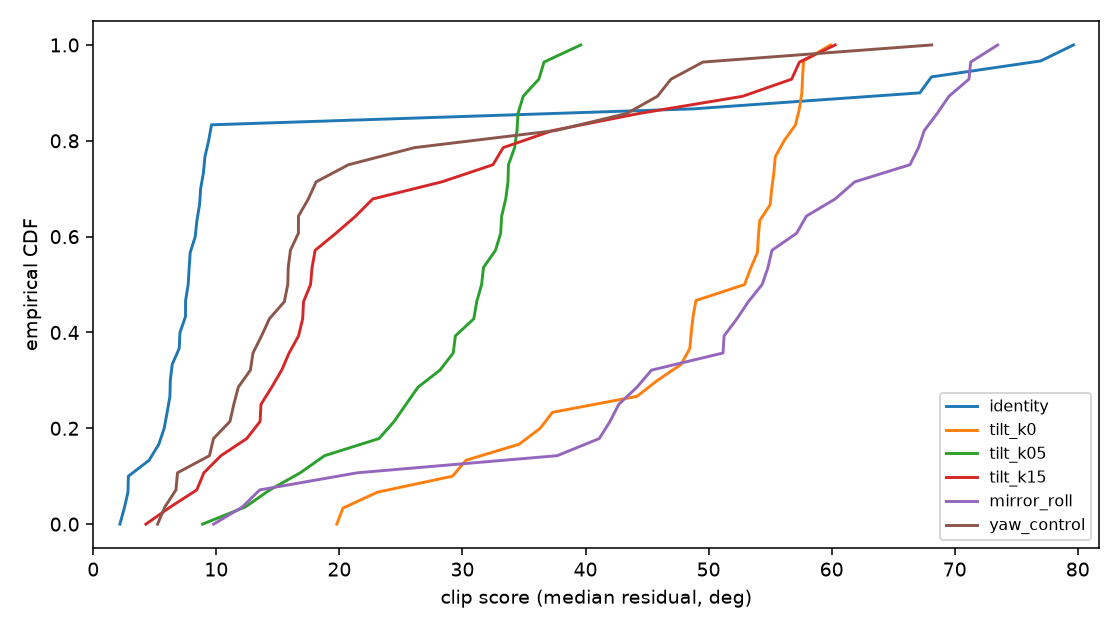 1.0
0.8
0.6
0.4
0.2
0.0
empirical CDF
0 10 20 30 40 50 60 70 80
clip score (median residual, deg)
identity
tilt_k0
tilt_k05
tilt_k15
mirror_roll
yaw_control